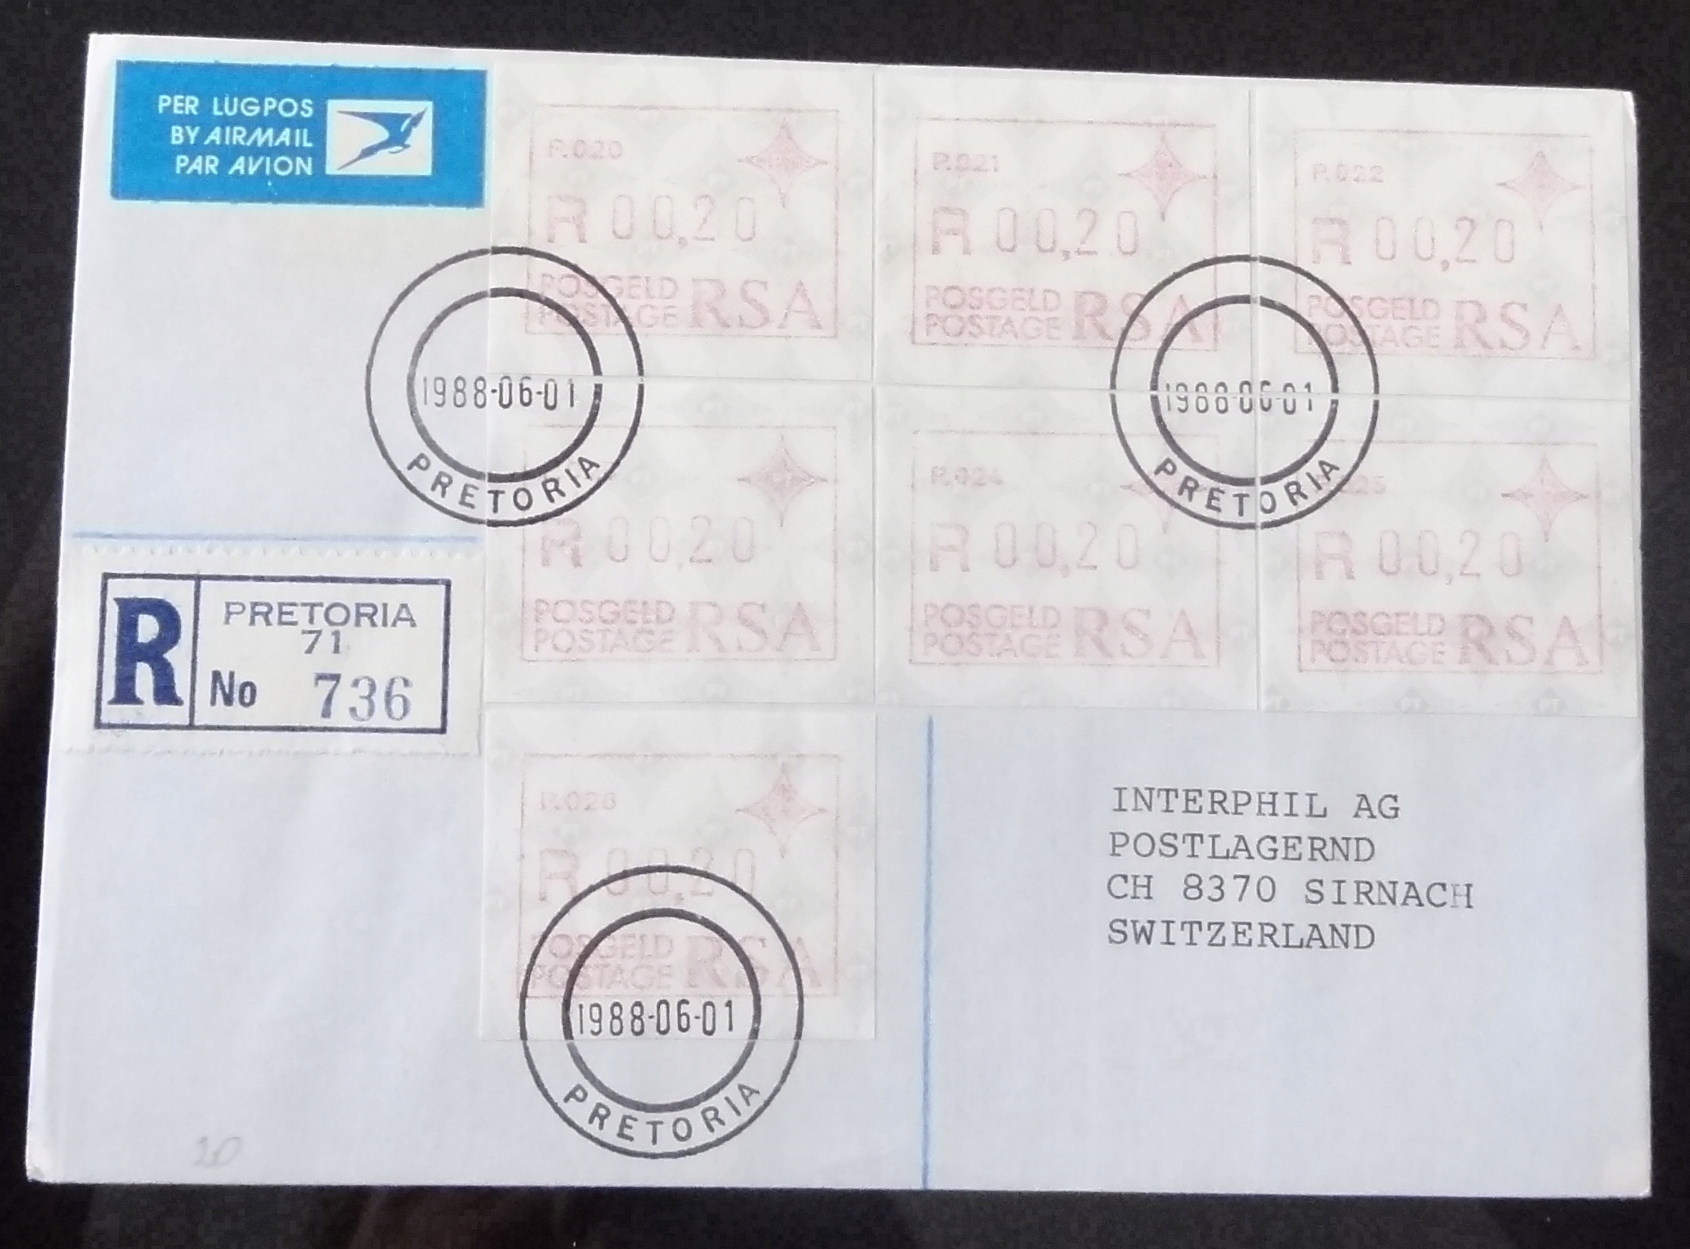 PER LUGPOS
BY AIRMAIL
PAR AVION
P.020
R 00,20
POSGELD
POSTAGE RSA
P.021
R 00,20
POSGELD
POSTAGE RSA
P.022
R 00,20
POSGELD
POSTAGE RSA
1988-06-01
PRETORIA
1988-06-01
PRETORIA
R 00,20
POSGELD
POSTAGE RSA
P.024
R 00,20
POSGELD
POSTAGE RSA
R 00,20
POSGELD
POSTAGE RSA
R PRETORIA
71
No 736
P.026
R 00,20
POSGELD
POSTAGE RSA
1988-06-01
PRETORIA
INTERPHIL AG
POSTLAGERND
CH 8370 SIRNACH
SWITZERLAND
20